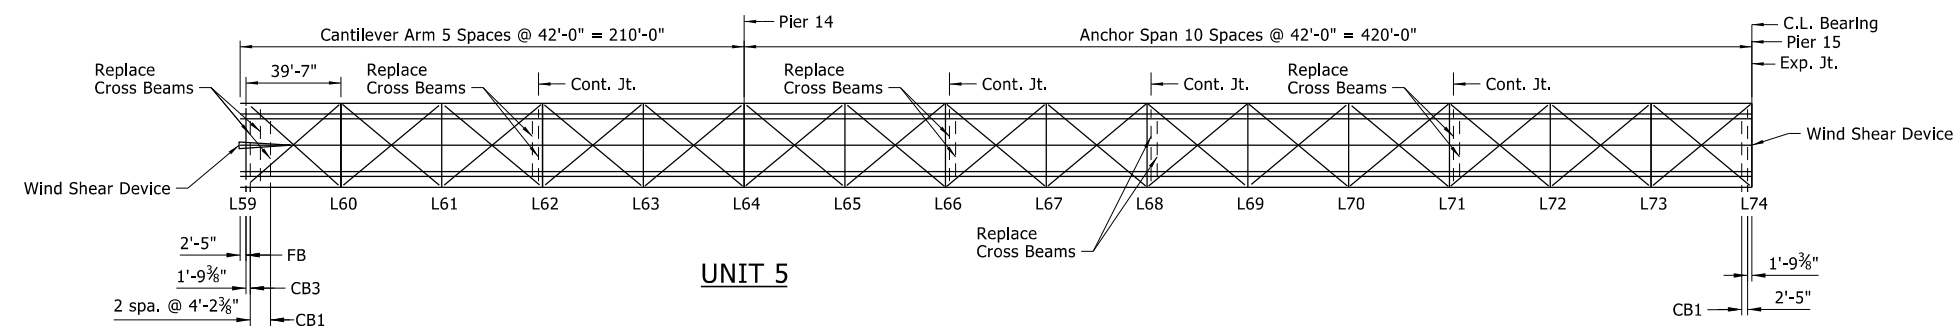 Pier 14
C.L. Bearing
Cantilever Arm 5 Spaces @ 42'-0" = 210'-0"
Anchor Span 10 Spaces @ 42'-0" = 420'-0"
Pier 15
Exp. Jt.
Replace
Cross Beams
39'-7"
Replace
Cross Beams
Cont. Jt.
Replace
Cross Beams
Cont. Jt.
Cont. Jt.
Replace
Cross Beams
Cont. Jt.
Wind Shear Device
Wind Shear Device
L59
L60
L61
L62
L63
L64
L65
L66
L67
L68
L69
L70
L71
L72
L73
L74
Replace
Cross Beams
2'-5"
FB
1'-9⅜"
CB3
2 spa. @ 4'-2⅜"
CB1
UNIT 5
1'-9⅜"
CB1
2'-5"